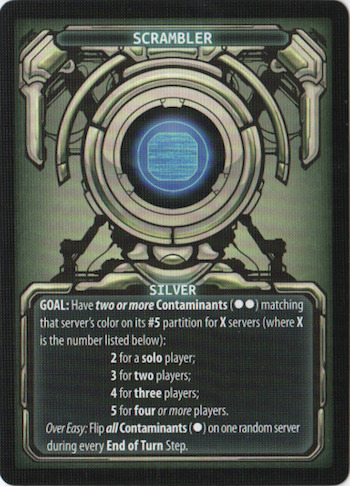 SCRAMBLER
SILVER
GOAL: Have two or more Contaminants (●●) matching
that server's color on its #5 partition for X servers (where X
is the number listed below):
2 for a solo player;
3 for two players;
4 for three players;
5 for four or more players.
Over Easy: Flip all Contaminants (●) on one random server
during every End of Turn Step.